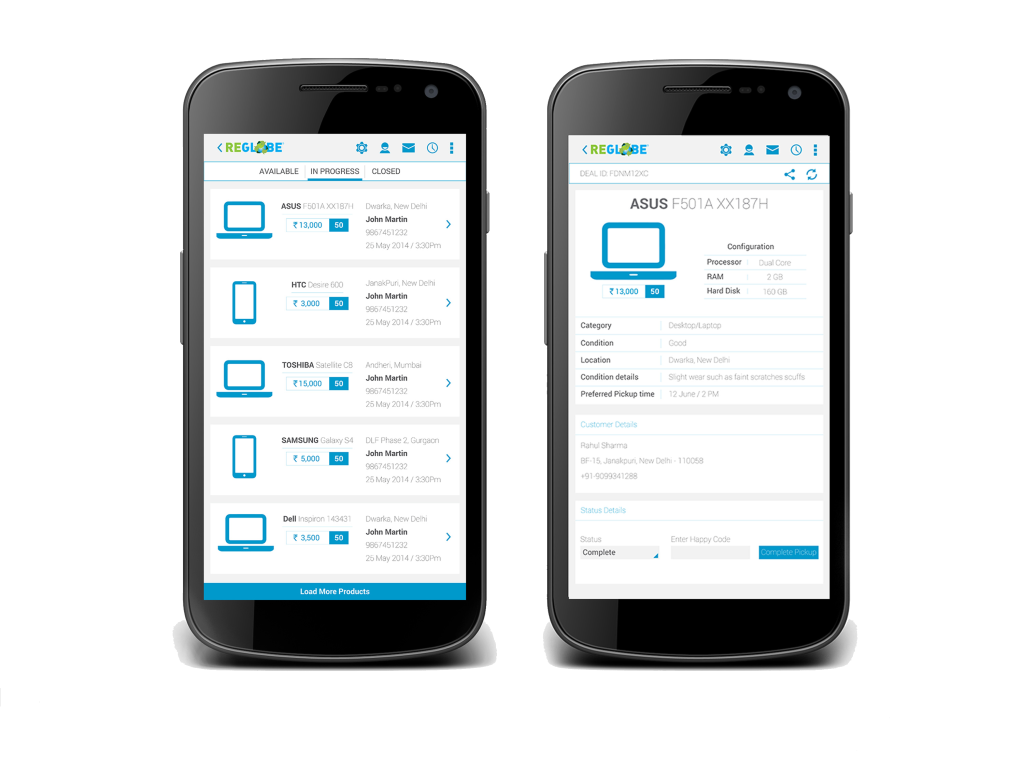 REGLOBE
AVAILABLE IN PROGRESS CLOSED
ASUS F501A XX187H
₹ 13,000 50
Dwarka, New Delhi
John Martin
9867451232
25 May 2014 / 3:30Pm
HTC Desire 600
₹ 3,000 50
JanakPuri, New Delhi
John Martin
9867451232
25 May 2014 / 3:30Pm
TOSHIBA Satellite C8
₹ 15,000 50
Andheri, Mumbai
John Martin
9867451232
25 May 2014 / 3:30Pm
SAMSUNG Galaxy S4
₹ 5,000 50
DLF Phase 2, Gurgaon
John Martin
9867451232
25 May 2014 / 3:30Pm
Dell Inspiron 143431
₹ 3,500 50
Dwarka, New Delhi
John Martin
9867451232
25 May 2014 / 3:30Pm
Load More Products
REGLOBE
DEAL ID: FDNM12XC
ASUS F501A XX187H
₹ 13,000 50
Configuration
Processor : Dual Core
RAM : 2 GB
Hard Disk : 160 GB
Category Desktop/Laptop
Condition Good
Location Dwarka, New Delhi
Condition details Slight wear such as faint scratches scuffs
Preferred Pickup time 12 June / 2 PM
Customer Details
Rahul Sharma
BF-15, Janakpuri, New Delhi - 110058
+91-9099341288
Status Details
Status Enter Happy Code
Complete Complete Pickup